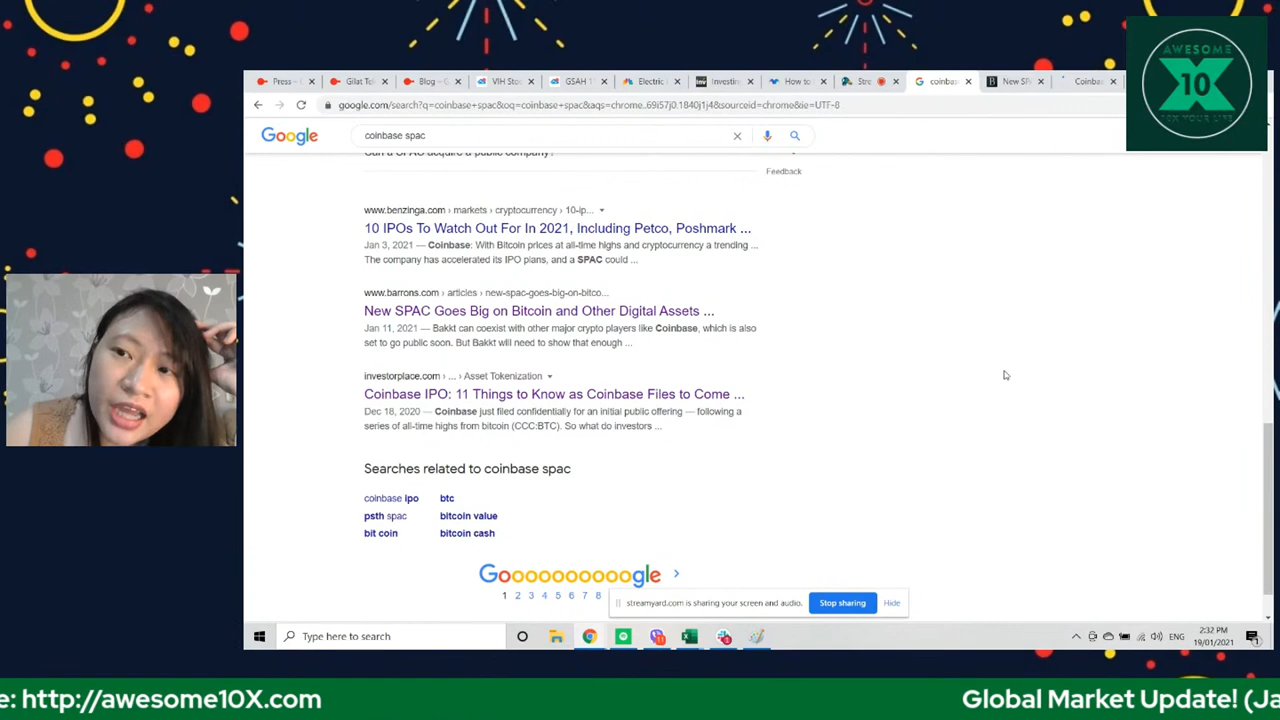 AWESOME
10
10X YOUR LIFE
Press –
Gilat Te
Blog – G
VIH Sto
GSAH 1
Electric
inv Investing
How to
Stre
coinbas
New SP
Coinbas
google.com/search?q=coinbase+spac&oq=coinbase+spac&aqs=chrome..69i57j0.1840j1j4&sourceid=chrome&ie=UTF-8
Google
coinbase spac
Can a SPAC acquire a public company?
Feedback
www.benzinga.com › markets › cryptocurrency › 10-ip...
10 IPOs To Watch Out For In 2021, Including Petco, Poshmark ...
Jan 3, 2021 — Coinbase: With Bitcoin prices at all-time highs and cryptocurrency a trending ...
The company has accelerated its IPO plans, and a SPAC could ...
www.barrons.com › articles › new-spac-goes-big-on-bitco...
New SPAC Goes Big on Bitcoin and Other Digital Assets ...
Jan 11, 2021 — Bakkt can coexist with other major crypto players like Coinbase, which is also
set to go public soon. But Bakkt will need to show that enough ...
investorplace.com › ... › Asset Tokenization
Coinbase IPO: 11 Things to Know as Coinbase Files to Come ...
Dec 18, 2020 — Coinbase just filed confidentially for an initial public offering — following a
series of all-time highs from bitcoin (CCC:BTC). So what do investors ...
Searches related to coinbase spac
coinbase ipo btc
psth spac bitcoin value
bit coin bitcoin cash
Goooooooooogle >
1 2 3 4 5 6 7 8
streamyard.com is sharing your screen and audio. Stop sharing Hide
Type here to search
11
ENG
2:32 PM
19/01/2021
e: http://awesome10X.com
Global Market Update! (Ja